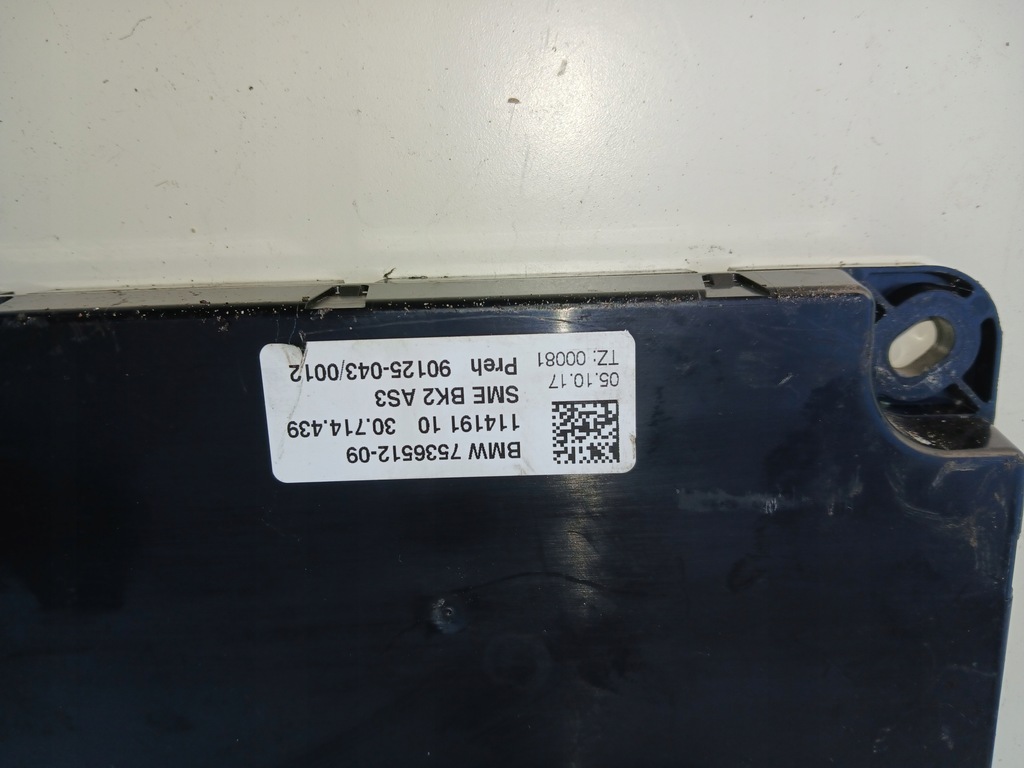 BMW 7536512-09
114191 10 30.714.439
SME BK2 AS3
Preh 90125-043/0012
05.10.17
TZ: 00081